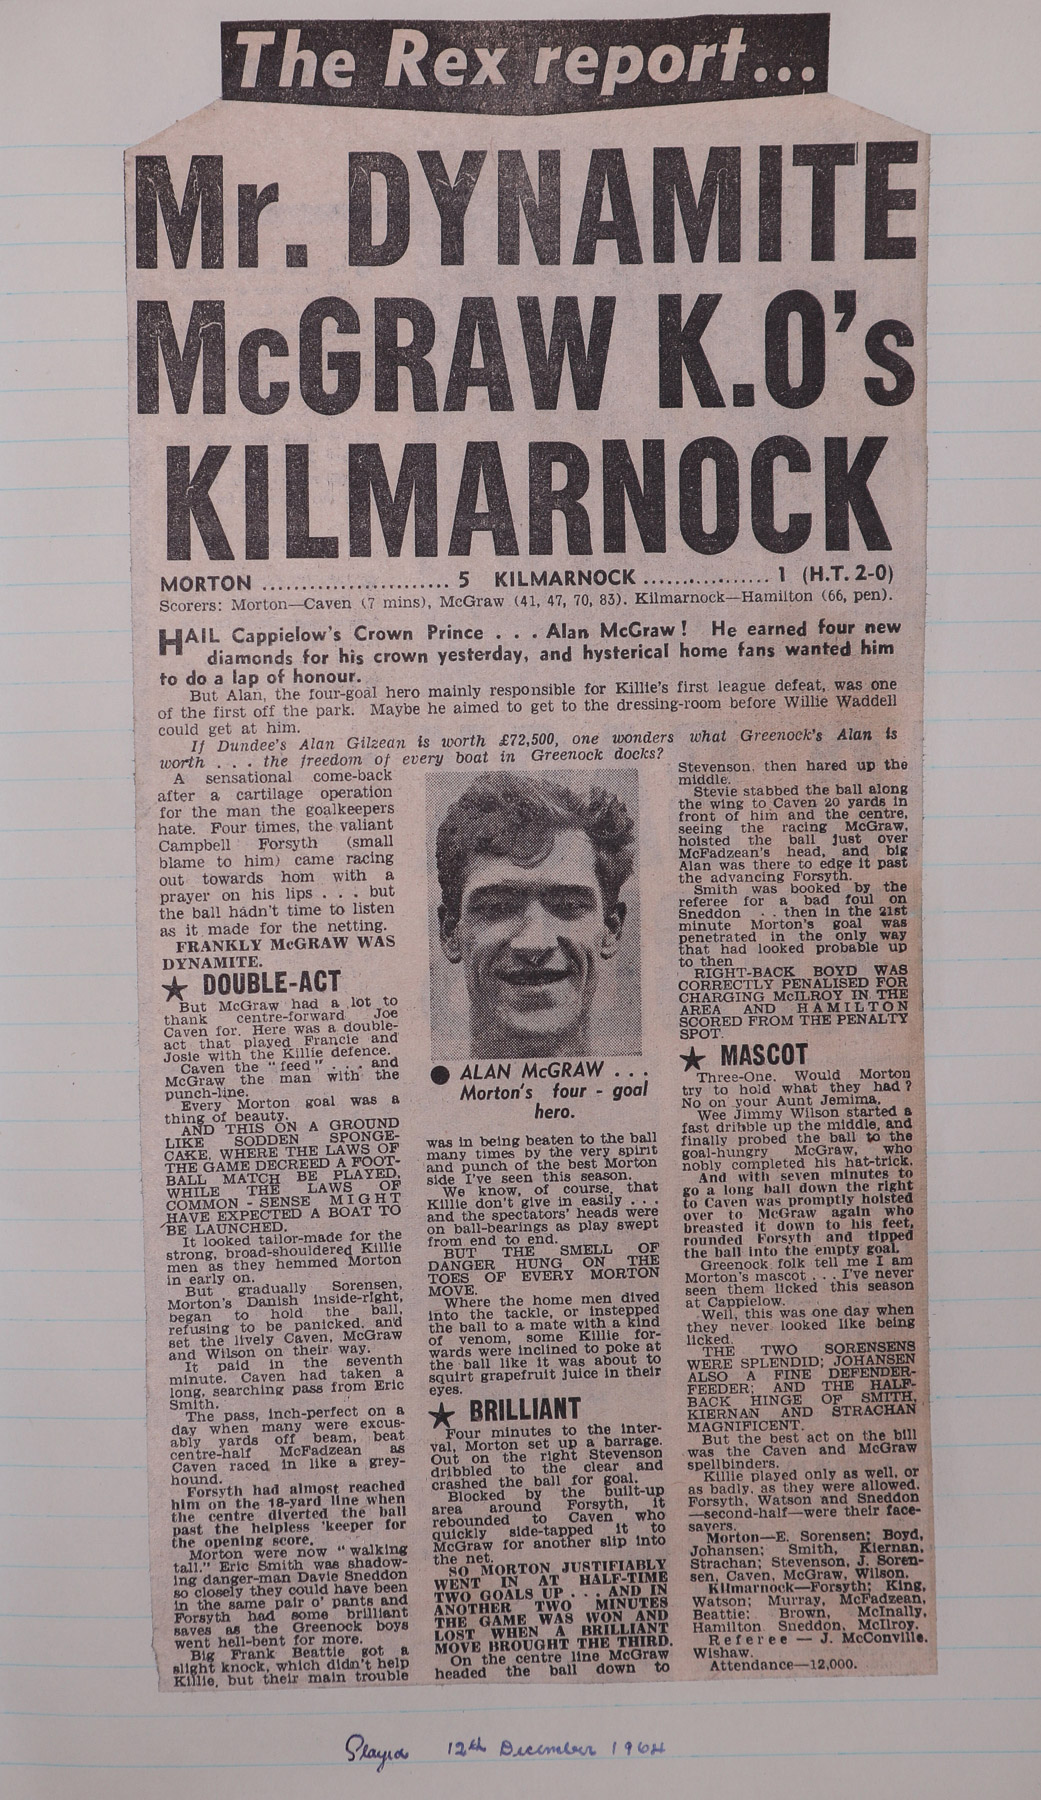 The Rex report...
Mr. DYNAMITE
McGRAW K.O's
KILMARNOCK
MORTON ........................ 5 KILMARNOCK ................ 1 (H.T. 2-0)
Scorers: Morton—Caven (7 mins), McGraw (41, 47, 70, 83). Kilmarnock—Hamilton (66, pen).
HAIL Cappielow's Crown Prince . . . Alan McGraw! He earned four new
diamonds for his crown yesterday, and hysterical home fans wanted him
to do a lap of honour.
But Alan, the four-goal hero mainly responsible for Killie's first league defeat, was one
of the first off the park. Maybe he aimed to get to the dressing-room before Willie Waddell
could get at him.
If Dundee's Alan Gilzean is worth £72,500, one wonders what Greenock's Alan is
worth . . . the freedom of every boat in Greenock docks?
A sensational come-back
after a cartilage operation
for the man the goalkeepers
hate. Four times, the valiant
Campbell Forsyth (small
blame to him) came racing
out towards hom with a
prayer on his lips . . . but
the ball hadn't time to listen
as it made for the netting.
FRANKLY McGRAW WAS
DYNAMITE.
★ DOUBLE-ACT
But McGraw had a lot to
thank centre-forward Joe
Caven for. Here was a double-
act that played Francie and
Josie with the Killie defence.
Caven the "feed" . . . and
McGraw the man with the
punch-line.
Every Morton goal was a
thing of beauty.
AND THIS ON A GROUND
LIKE SODDEN SPONGE-
CAKE, WHERE THE LAWS OF
THE GAME DECREED A FOOT-
BALL MATCH BE PLAYED,
WHILE THE LAWS OF
COMMON - SENSE MIGHT
HAVE EXPECTED A BOAT TO
BE LAUNCHED.
It looked tailor-made for the
strong, broad-shouldered Killie
men as they hemmed Morton
in early on.
But gradually Sorensen,
Morton's Danish inside-right,
began to hold the ball,
refusing to be panicked, and
set the lively Caven, McGraw
and Wilson on their way.
It paid in the seventh
minute. Caven had taken a
long, searching pass from Eric
Smith.
The pass, inch-perfect on a
day when many were excus-
ably yards off beam, beat
centre-half McFadzean as
Caven raced in like a grey-
hound.
Forsyth had almost reached
him on the 18-yard line when
the centre diverted the ball
past the helpless 'keeper for
the opening score.
Morton were now "walking
tall." Eric Smith was shadow-
ing danger-man Davie Sneddon
so closely they could have been
in the same pair o' pants and
Forsyth had some brilliant
saves as the Greenock boys
went hell-bent for more.
Big Frank Beattie got a
slight knock, which didn't help
Killie, but their main trouble
● ALAN McGRAW . . .
Morton's four - goal
hero.
was in being beaten to the ball
many times by the very spirit
and punch of the best Morton
side I've seen this season.
We know, of course, that
Killie don't give in easily . . .
and the spectators' heads were
on ball-bearings as play swept
from end to end.
BUT THE SMELL OF
DANGER HUNG ON THE
TOES OF EVERY MORTON
MOVE.
Where the home men dived
into the tackle, or instepped
the ball to a mate with a kind
of venom, some Killie for-
wards were inclined to poke at
the ball like it was about to
squirt grapefruit juice in their
eyes.
★ BRILLIANT
Four minutes to the inter-
val, Morton set up a barrage.
Out on the right Stevenson
dribbled to the clear and
crashed the ball for goal.
Blocked by the built-up
area around Forsyth, it
rebounded to Caven who
quickly side-tapped it to
McGraw for another slip into
the net.
SO MORTON JUSTIFIABLY
WENT IN AT HALF-TIME
TWO GOALS UP . . . AND IN
ANOTHER TWO MINUTES
THE GAME WAS WON AND
LOST WHEN A BRILLIANT
MOVE BROUGHT THE THIRD.
On the centre line McGraw
headed the ball down to
Stevenson, then hared up the
middle.
Stevie stabbed the ball along
the wing to Caven 20 yards in
front of him and the centre,
seeing the racing McGraw,
hoisted the ball just over
McFadzean's head, and big
Alan was there to edge it past
the advancing Forsyth.
Smith was booked by the
referee for a bad foul on
Sneddon . . then in the 21st
minute Morton's goal was
penetrated in the only way
that had looked probable up
to then
RIGHT-BACK BOYD WAS
CORRECTLY PENALISED FOR
CHARGING McILROY IN THE
AREA AND HAMILTON
SCORED FROM THE PENALTY
SPOT.
★ MASCOT
Three-One. Would Morton
try to hold what they had?
No on your Aunt Jemima.
Wee Jimmy Wilson started a
fast dribble up the middle, and
finally probed the ball to the
goal-hungry McGraw, who
nobly completed his hat-trick.
And with seven minutes to
go a long ball down the right
to Caven was promptly hoisted
over to McGraw again who
breasted it down to his feet,
rounded Forsyth and tipped
the ball into the empty goal.
Greenock folk tell me I am
Morton's mascot . . . I've never
seen them licked this season
at Cappielow.
Well, this was one day when
they never looked like being
licked.
THE TWO SORENSENS
WERE SPLENDID; JOHANSEN
ALSO A FINE DEFENDER-
FEEDER; AND THE HALF-
BACK HINGE OF SMITH,
KIERNAN AND STRACHAN
MAGNIFICENT.
But the best act on the bill
was the Caven and McGraw
spellbinders.
Killie played only as well, or
as badly, as they were allowed.
Forsyth, Watson and Sneddon
—second-half—were their face-
savers.
Morton—E. Sorensen; Boyd,
Johansen; Smith, Kiernan,
Strachan; Stevenson, J. Soren-
sen, Caven, McGraw, Wilson.
Kilmarnock—Forsyth; King,
Watson; Murray, McFadzean,
Beattie; Brown, McInally,
Hamilton Sneddon, McIlroy.
Referee — J. McConville,
Wishaw.
Attendance—12,000.
Played 12th December 1964